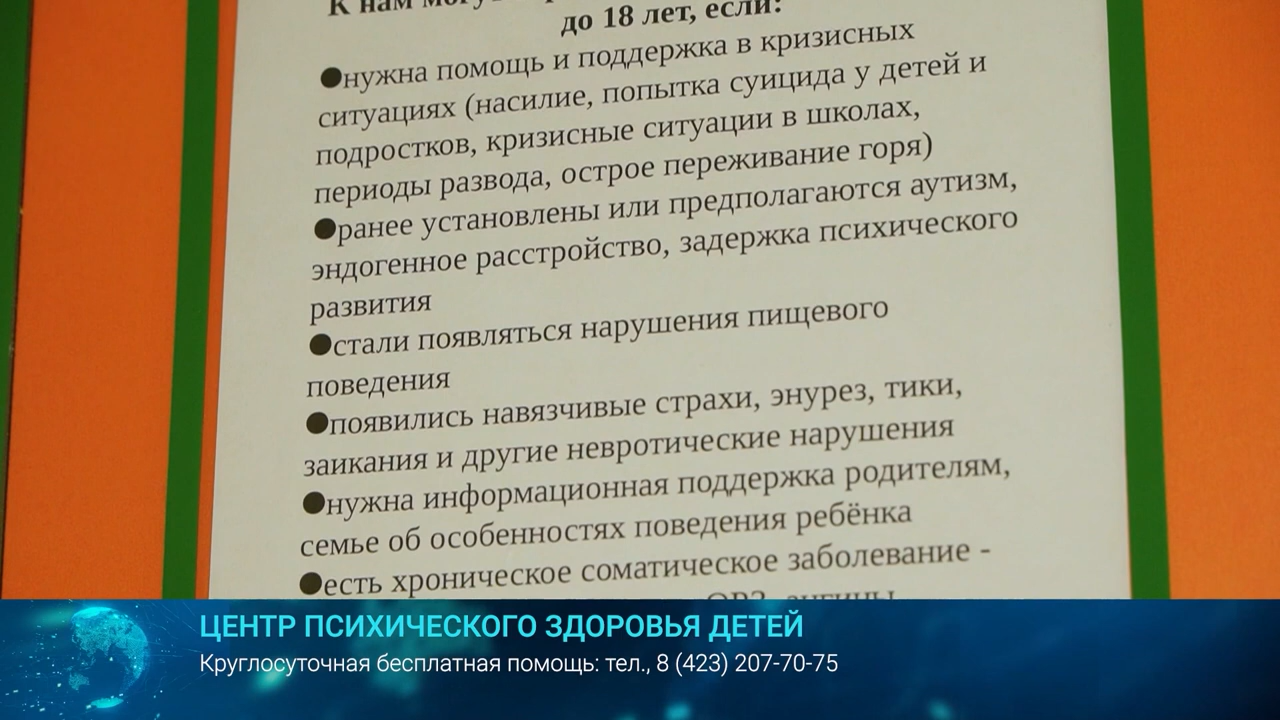 К нам
до 18 лет, если:
●нужна помощь и поддержка в кризисных
ситуациях (насилие, попытка суицида у детей и
подростков, кризисные ситуации в школах,
периоды развода, острое переживание горя)
●ранее установлены или предполагаются аутизм,
эндогенное расстройство, задержка психического
развития
●стали появляться нарушения пищевого
поведения
●появились навязчивые страхи, энурез, тики,
заикания и другие невротические нарушения
●нужна информационная поддержка родителям,
семье об особенностях поведения ребёнка
●есть хроническое соматическое заболевание -
ЦЕНТР ПСИХИЧЕСКОГО ЗДОРОВЬЯ ДЕТЕЙ
Круглосуточная бесплатная помощь: тел., 8 (423) 207-70-75